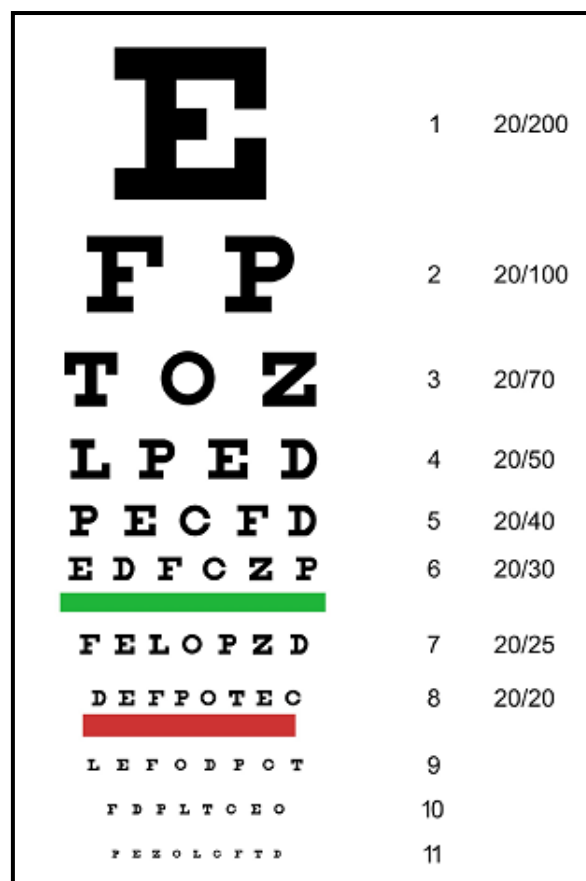 E 1 20/200
F P 2 20/100
T O Z 3 20/70
L P E D 4 20/50
P E C F D 5 20/40
E D F C Z P 6 20/30
F E L O P Z D 7 20/25
D E F P O T E C 8 20/20
L E F O D P C T 9
F D P L T C E O 10
P E Z O L C F T D 11